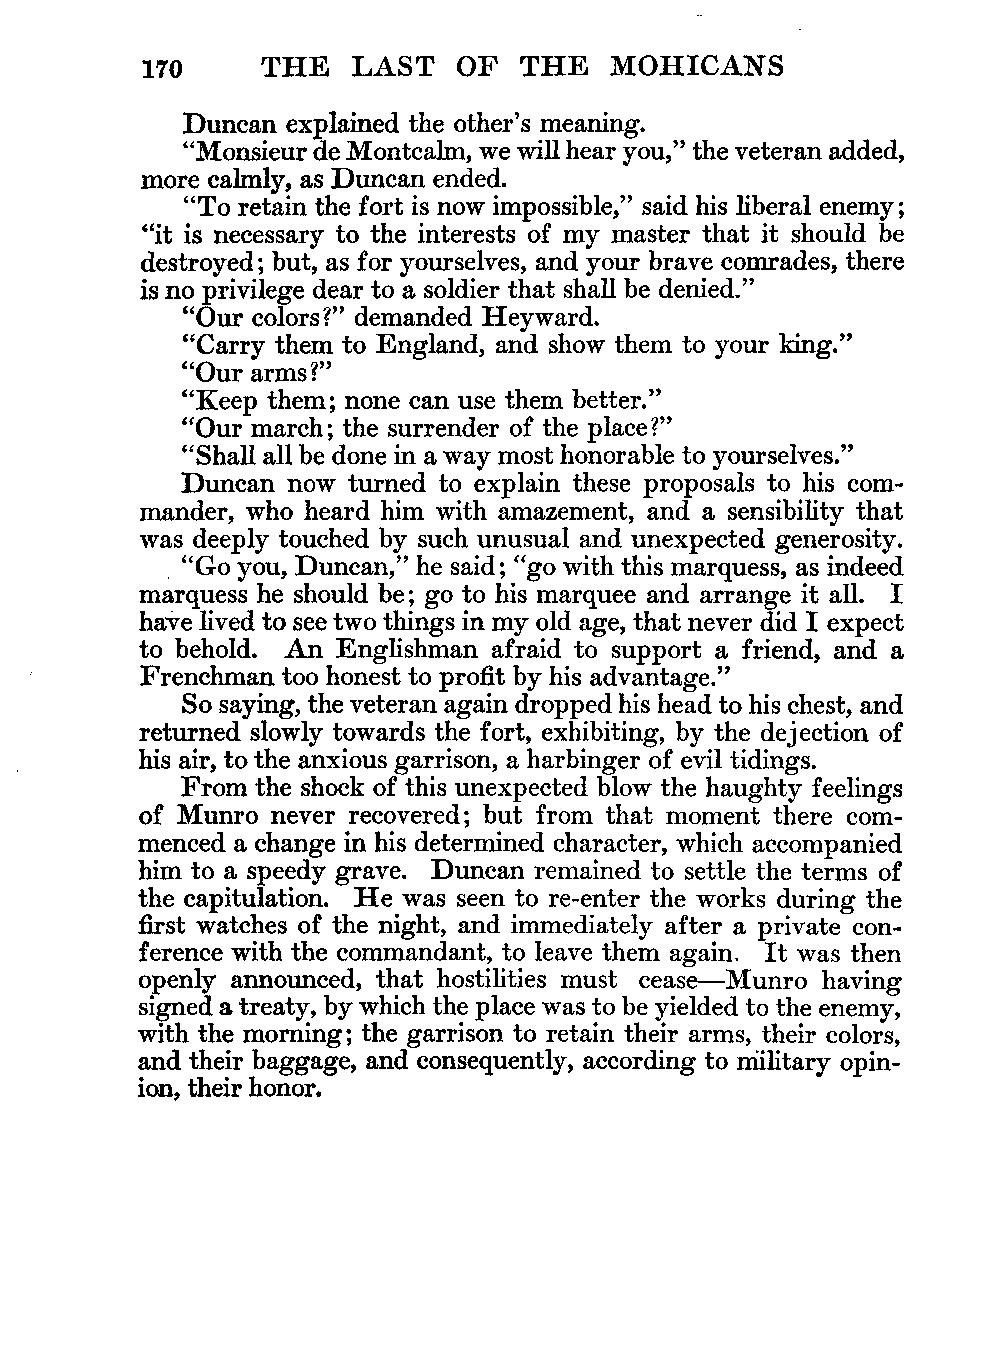 170 THE LAST OF THE MOHICANS
Duncan explained the other's meaning.
“Monsieur de Montcalm, we will hear you,” the veteran added,
more calmly, as Duncan ended.
“To retain the fort is now impossible,” said his liberal enemy;
“it is necessary to the interests of my master that it should be
destroyed; but, as for yourselves, and your brave comrades, there
is no privilege dear to a soldier that shall be denied.”
“Our colors?” demanded Heyward.
“Carry them to England, and show them to your king.”
“Our arms?”
“Keep them; none can use them better.”
“Our march; the surrender of the place?”
“Shall all be done in a way most honorable to yourselves.”
Duncan now turned to explain these proposals to his com-
mander, who heard him with amazement, and a sensibility that
was deeply touched by such unusual and unexpected generosity.
“Go you, Duncan,” he said; “go with this marquess, as indeed
marquess he should be; go to his marquee and arrange it all. I
have lived to see two things in my old age, that never did I expect
to behold. An Englishman afraid to support a friend, and a
Frenchman too honest to profit by his advantage.”
So saying, the veteran again dropped his head to his chest, and
returned slowly towards the fort, exhibiting, by the dejection of
his air, to the anxious garrison, a harbinger of evil tidings.
From the shock of this unexpected blow the haughty feelings
of Munro never recovered; but from that moment there com-
menced a change in his determined character, which accompanied
him to a speedy grave. Duncan remained to settle the terms of
the capitulation. He was seen to re-enter the works during the
first watches of the night, and immediately after a private con-
ference with the commandant, to leave them again. It was then
openly announced, that hostilities must cease—Munro having
signed a treaty, by which the place was to be yielded to the enemy,
with the morning; the garrison to retain their arms, their colors,
and their baggage, and consequently, according to military opin-
ion, their honor.